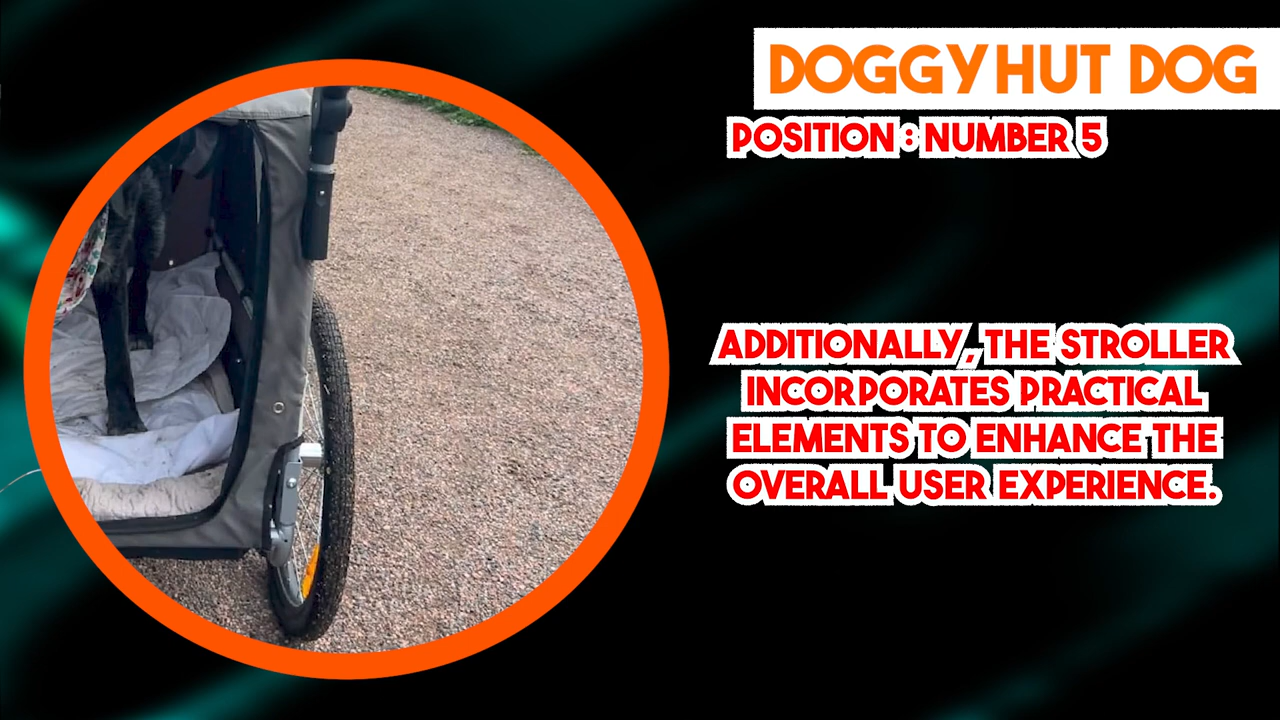 DOGGYHUT DOG
POSITION : NUMBER 5
ADDITIONALLY, THE STROLLER
INCORPORATES PRACTICAL
ELEMENTS TO ENHANCE THE
OVERALL USER EXPERIENCE.